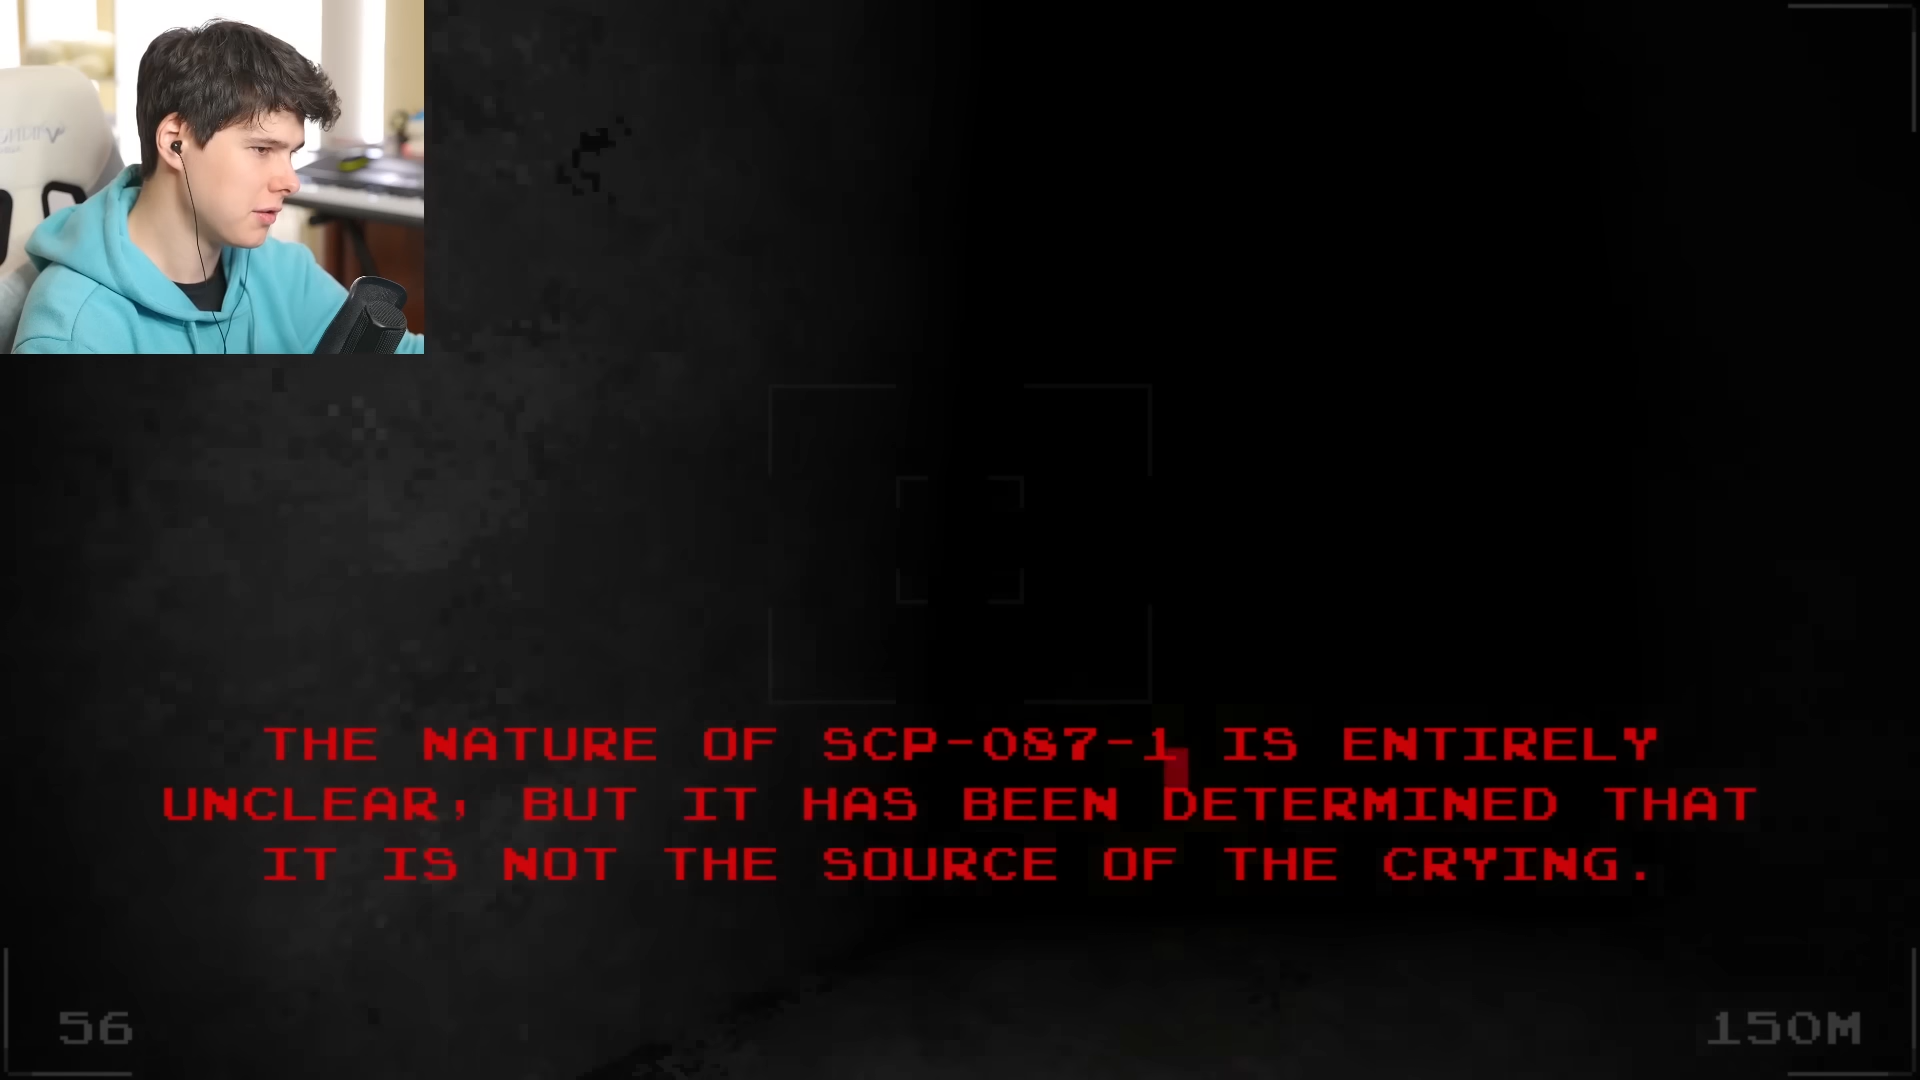 THE NATURE OF SCP-087-1 IS ENTIRELY
UNCLEAR, BUT IT HAS BEEN DETERMINED THAT
IT IS NOT THE SOURCE OF THE CRYING.
56
150M